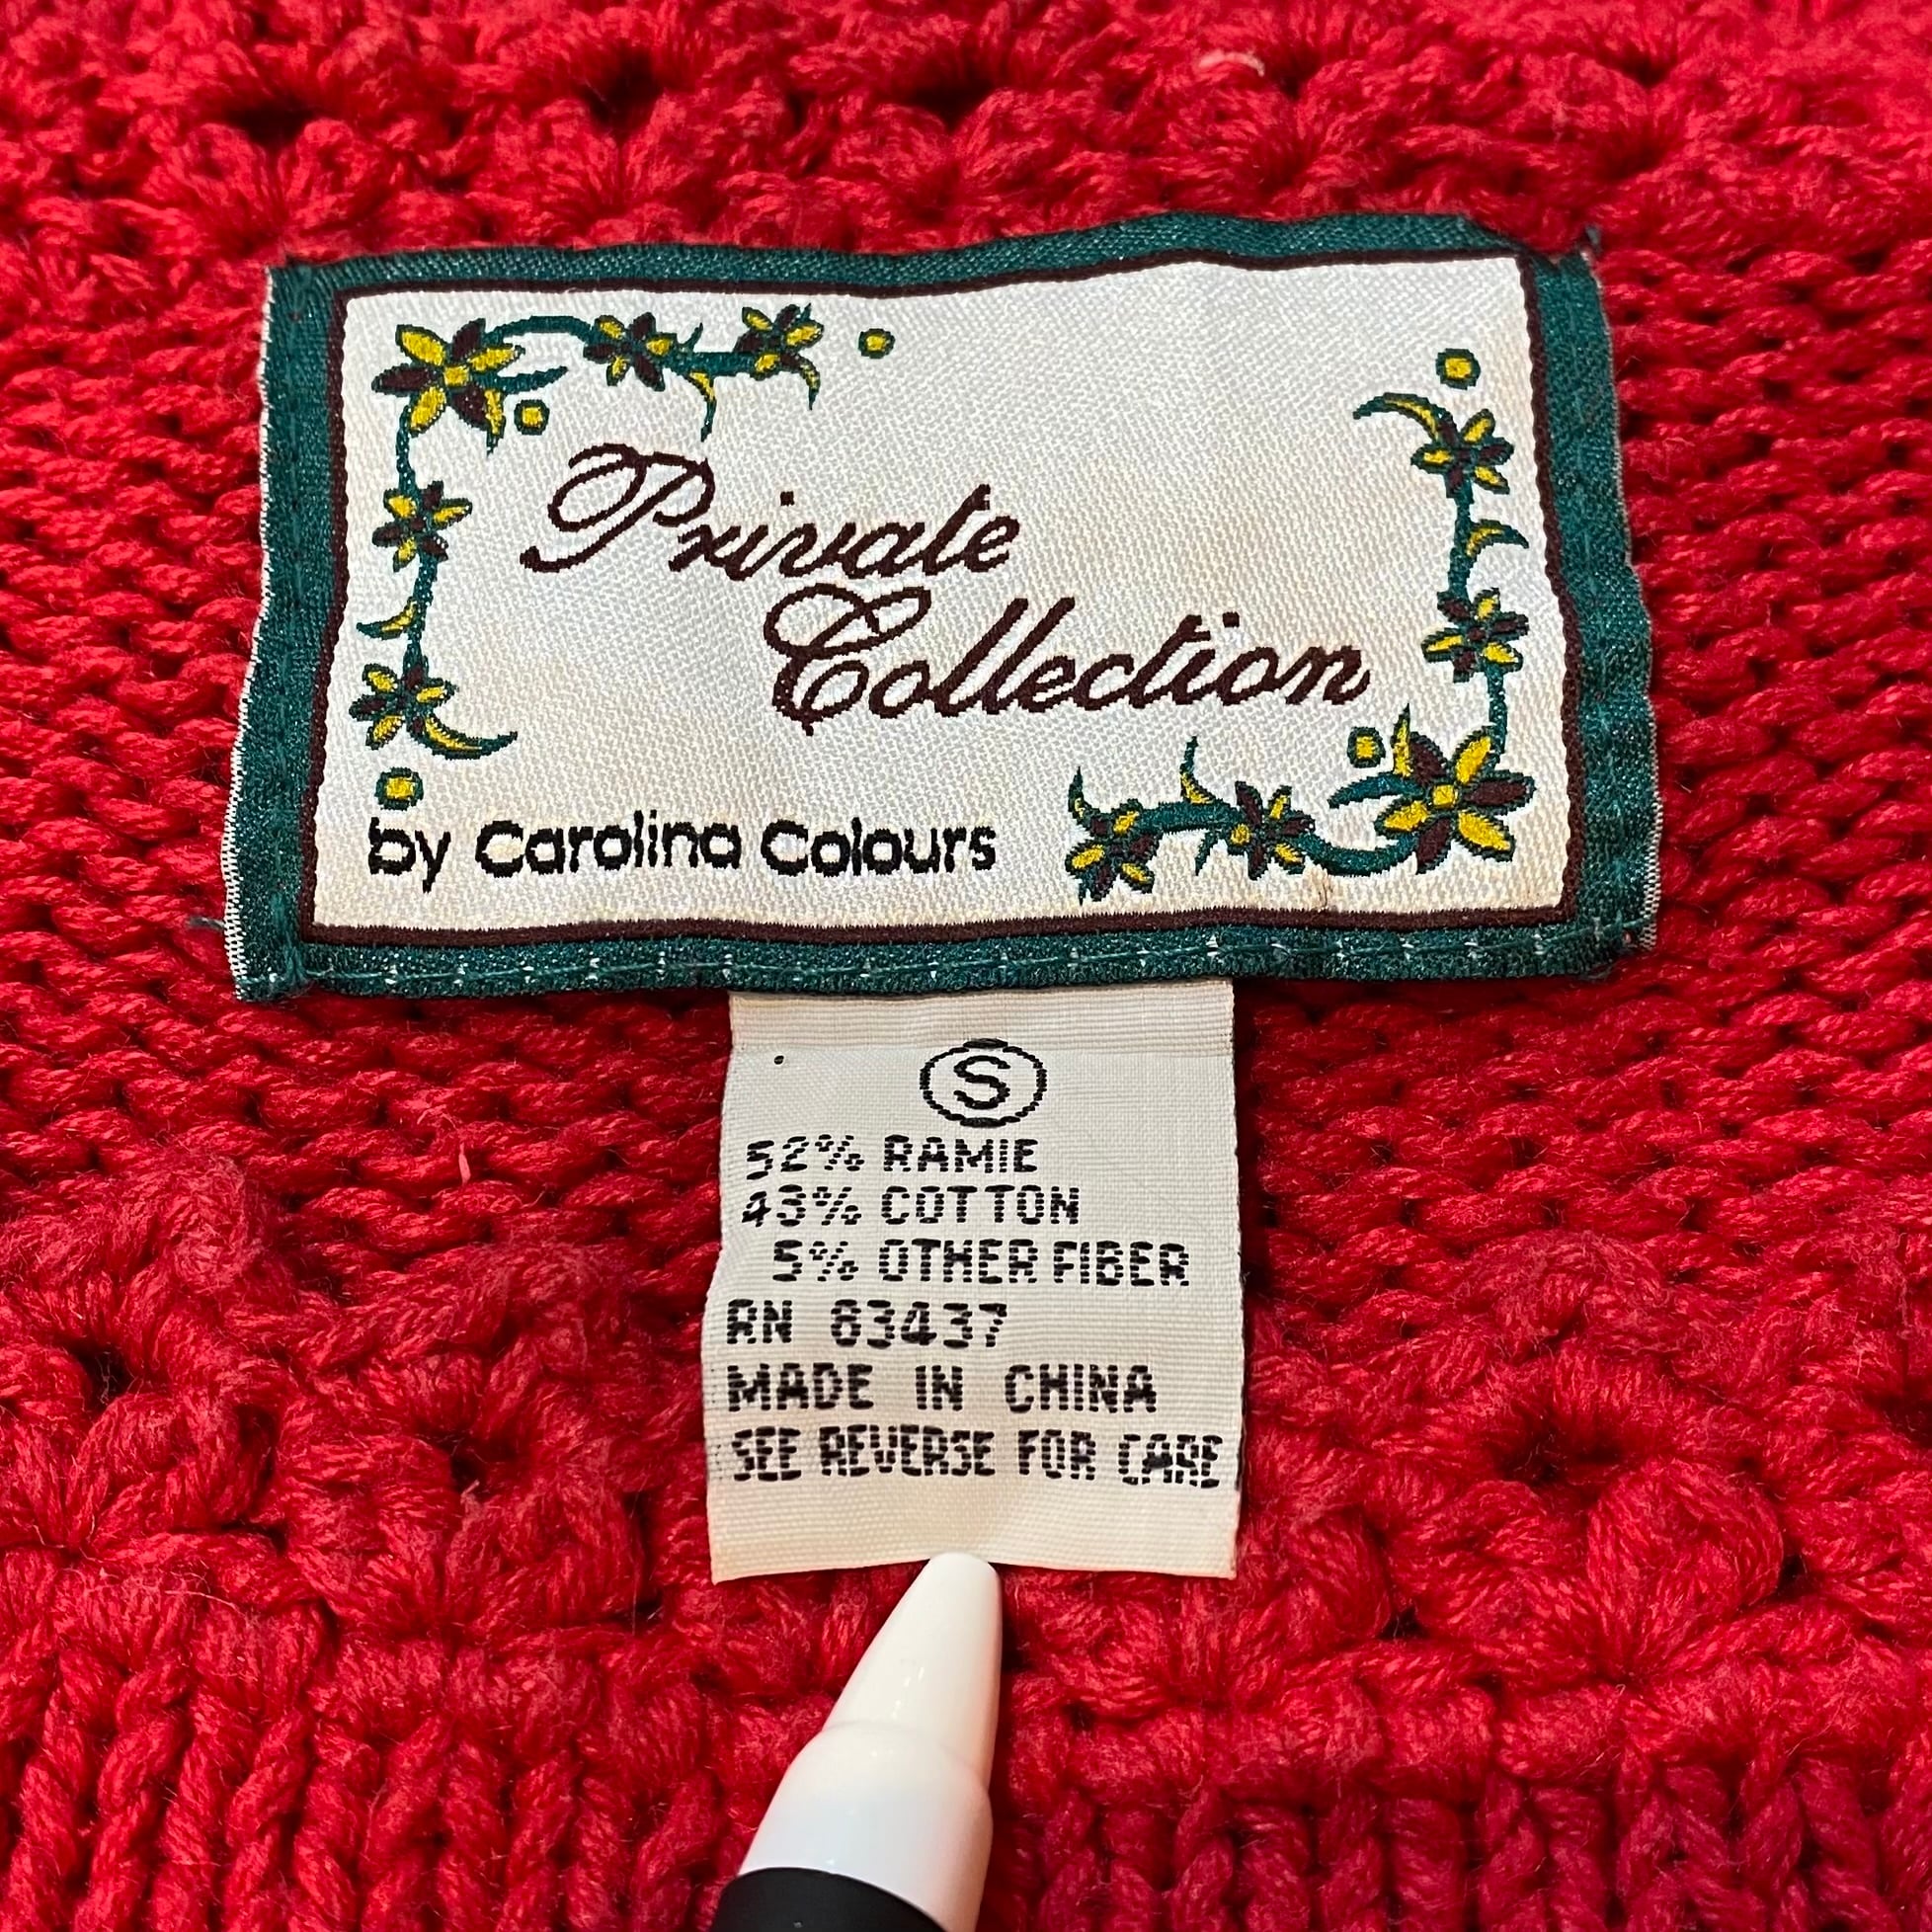 Private
Collection
by Carolina Colours
S
52% RAMIE
43% COTTON
5% OTHER FIBER
RN 83437
MADE IN CHINA
SEE REVERSE FOR CARE